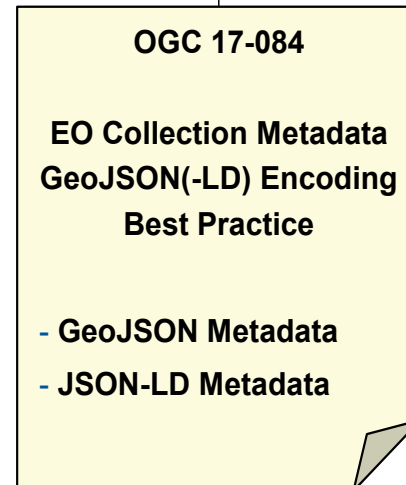 OGC 17-084
EO Collection Metadata
GeoJSON(-LD) Encoding
Best Practice
- GeoJSON Metadata
- JSON-LD Metadata